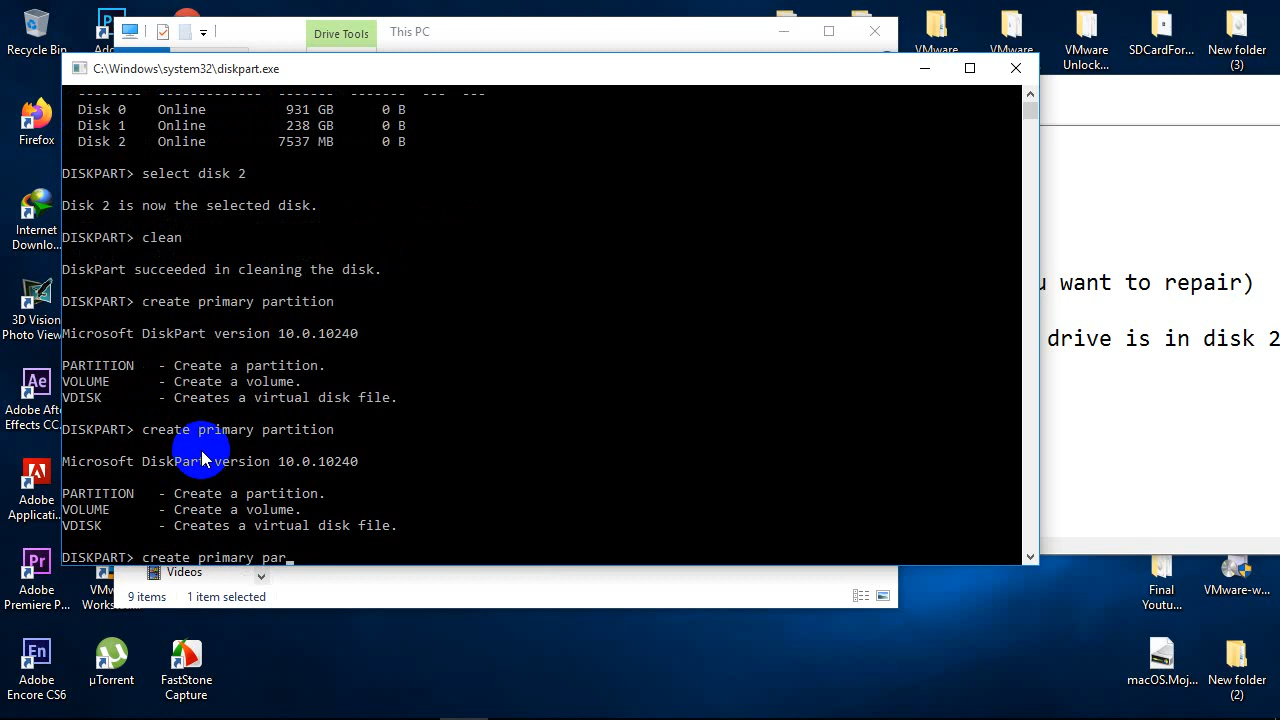 Recycle Bin
Ado
Firefox
Internet
Downlo...
3D Vision
Photo View...
Adobe Aft
Effects CC.
Adobe
Applicati..
Adobe
Premiere P...
VMw
Works
Adobe
Encore CS6
µTorrent
FastStone
Capture
Drive Tools
This PC
C:\Windows\system32\diskpart.exe
-------- ------------- ------- ------- --- ---
Disk 0 Online 931 GB 0 B
Disk 1 Online 238 GB 0 B
Disk 2 Online 7537 MB 0 B
DISKPART> select disk 2
Disk 2 is now the selected disk.
DISKPART> clean
DiskPart succeeded in cleaning the disk.
DISKPART> create primary partition
Microsoft DiskPart version 10.0.10240
PARTITION - Create a partition.
VOLUME - Create a volume.
VDISK - Creates a virtual disk file.
DISKPART> create primary partition
Microsoft DiskPart version 10.0.10240
PARTITION - Create a partition.
VOLUME - Create a volume.
VDISK - Creates a virtual disk file.
DISKPART> create primary par_
Videos
9 items 1 item selected
VMware
VMware
VMware
Unlock...
SDCardFor...
New folder
(3)
u want to repair)
drive is in disk 2
Final
Youtu...
VMware-w...
macOS.Moj...
New folder
(2)